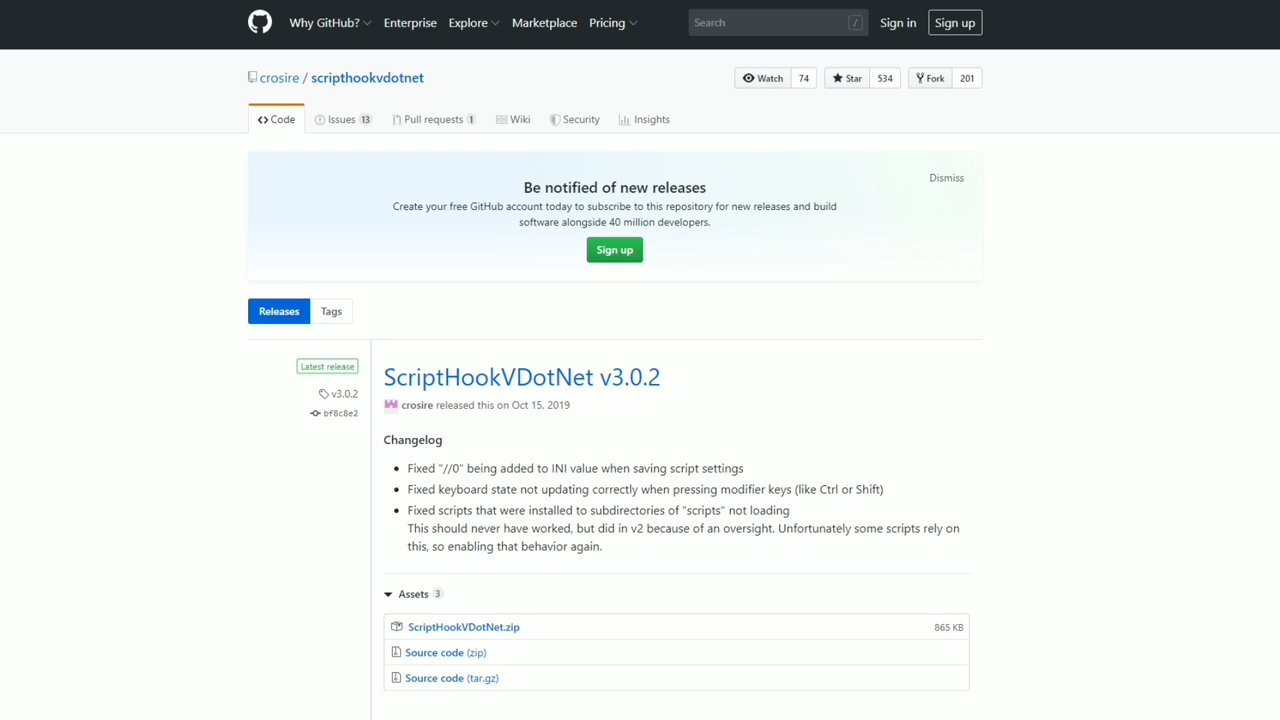 Why GitHub? Enterprise Explore Marketplace Pricing Search / Sign in Sign up
crosire / scripthookvdotnet Watch 74 Star 534 Fork 201
Code Issues 13 Pull requests 1 Wiki Security Insights
Dismiss
Be notified of new releases
Create your free GitHub account today to subscribe to this repository for new releases and build
software alongside 40 million developers.
Sign up
Releases Tags
Latest release
v3.0.2
bf8c8e2
ScriptHookVDotNet v3.0.2
crosire released this on Oct 15, 2019
Changelog
• Fixed "//0" being added to INI value when saving script settings
• Fixed keyboard state not updating correctly when pressing modifier keys (like Ctrl or Shift)
• Fixed scripts that were installed to subdirectories of "scripts" not loading
This should never have worked, but did in v2 because of an oversight. Unfortunately some scripts rely on
this, so enabling that behavior again.
Assets 3
ScriptHookVDotNet.zip 865 KB
Source code (zip)
Source code (tar.gz)